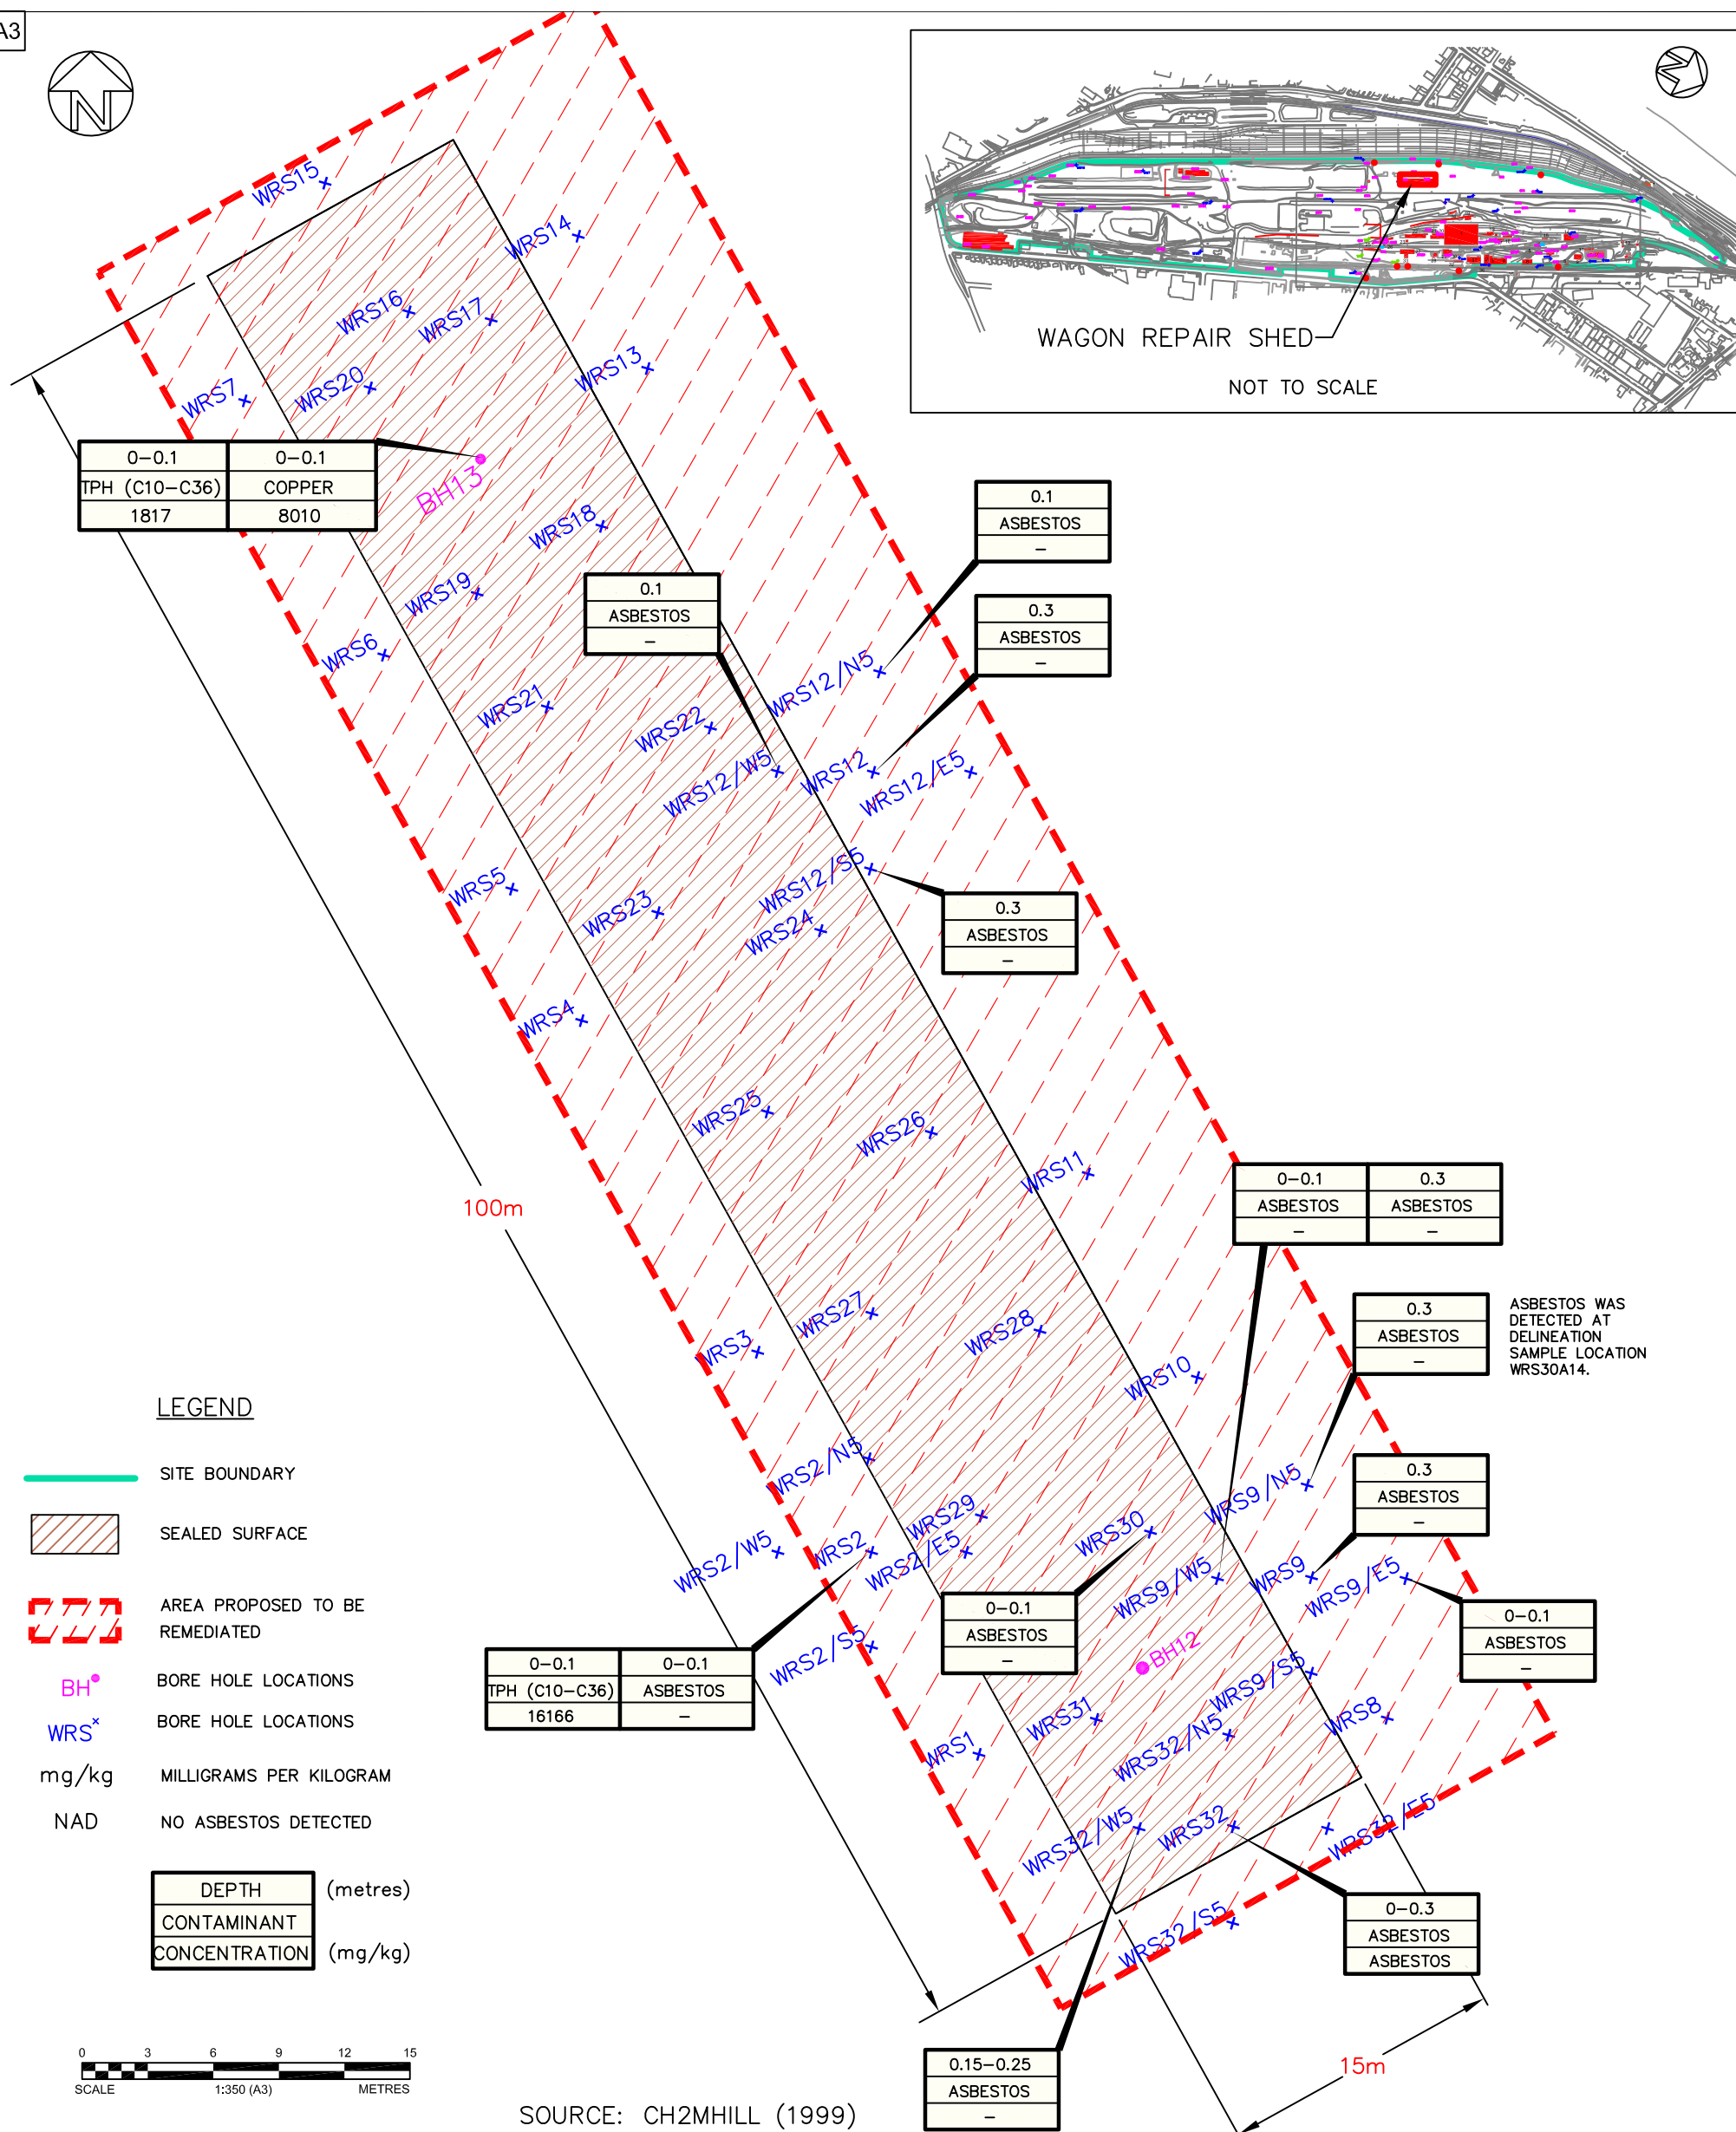 A3
N
N
WAGON REPAIR SHED
NOT TO SCALE
WRS15
WRS14
WRS16
WRS17
WRS13
WRS7
WRS20
0-0.1 0-0.1
TPH (C10-C36) COPPER
1817 8010
BH13
WRS18
0.1
ASBESTOS
-
WRS19
0.1
ASBESTOS
-
0.3
ASBESTOS
-
WRS6
WRS12/N5
WRS21
WRS22
WRS12/W5
WRS12
WRS12/E5
WRS5
WRS12/S5
WRS23
WRS24
0.3
ASBESTOS
-
WRS4
WRS25
WRS26
WRS11
100m
0-0.1 0.3
ASBESTOS ASBESTOS
- -
0.3
ASBESTOS
-
ASBESTOS WAS
DETECTED AT
DELINEATION
SAMPLE LOCATION
WRS30A14.
WRS27
WRS28
WRS3
WRS10
WRS2/N5
WRS9/N5
0.3
ASBESTOS
-
WRS29
WRS30
WRS2/W5
WRS2
WRS2/E5
WRS9/W5
WRS9
WRS9/E5
0-0.1
ASBESTOS
-
0-0.1
ASBESTOS
-
WRS2/S5
BH12
0-0.1 0-0.1
TPH (C10-C36) ASBESTOS
16166 -
WRS9/S5
WRS31
WRS8
WRS1
WRS32/N5
WRS32/W5
WRS32
WRS32/E5
WRS32/S5
0-0.3
ASBESTOS
ASBESTOS
0.15-0.25
ASBESTOS
-
15m
LEGEND
SITE BOUNDARY
SEALED SURFACE
AREA PROPOSED TO BE
REMEDIATED
BH BORE HOLE LOCATIONS
WRS× BORE HOLE LOCATIONS
mg/kg MILLIGRAMS PER KILOGRAM
NAD NO ASBESTOS DETECTED
DEPTH (metres)
CONTAMINANT
CONCENTRATION (mg/kg)
0 3 6 9 12 15
SCALE 1:350 (A3) METRES
SOURCE: CH2MHILL (1999)